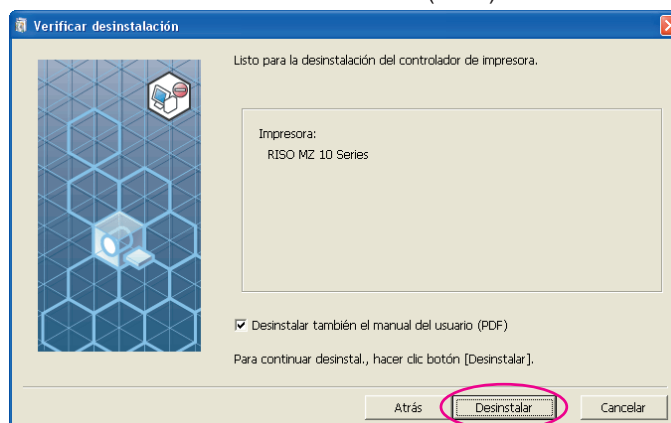 Verificar desinstalación
Listo para la desinstalación del controlador de impresora.
Impresora:
RISO MZ 10 Series
Desinstalar también el manual del usuario (PDF)
Para continuar desinstal., hacer clic botón [Desinstalar].
Atrás
Desinstalar
Cancelar